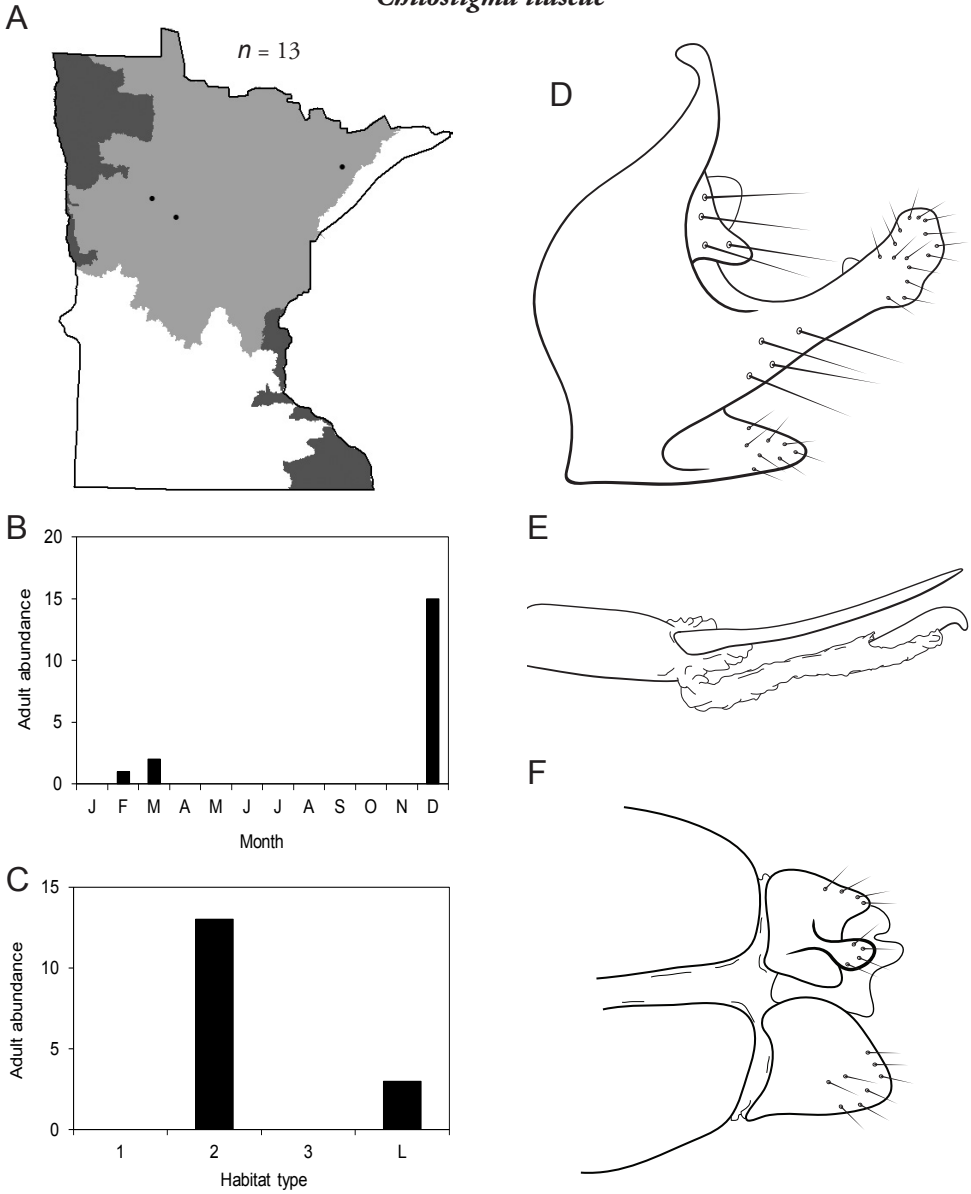 Chilostigma itascae
A
n = 13
D
B
20
15
10
5
0
Adult abundance
J F M A M J J A S O N D
Month
E
C
15
10
5
0
Adult abundance
1 2 3 L
Habitat type
F